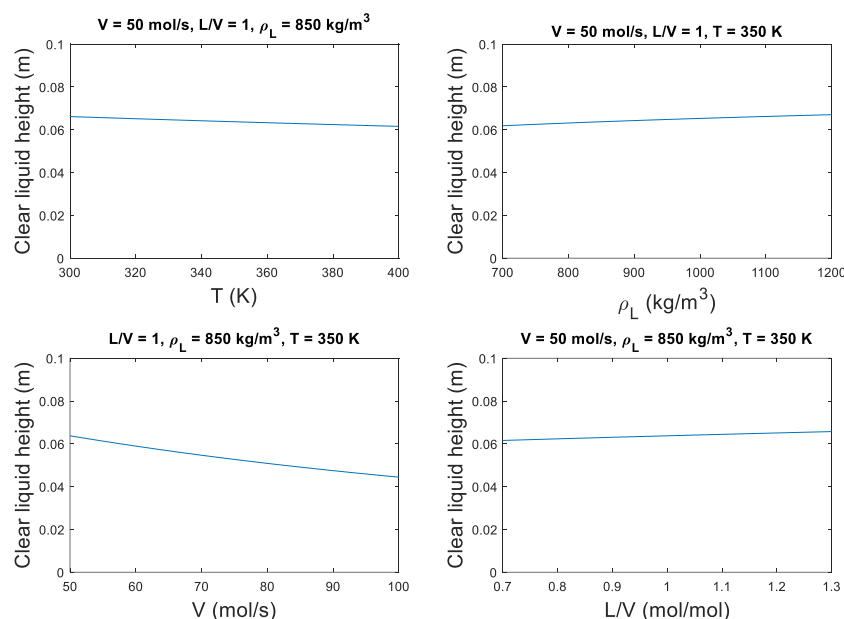 V = 50 mol/s, L/V = 1, ρ_L = 850 kg/m³
Clear liquid height (m)
0.1
0.08
0.06
0.04
0.02
0
300 320 340 360 380 400
T (K)
V = 50 mol/s, L/V = 1, T = 350 K
Clear liquid height (m)
0.1
0.08
0.06
0.04
0.02
0
700 800 900 1000 1100 1200
ρ_L (kg/m³)
L/V = 1, ρ_L = 850 kg/m³, T = 350 K
Clear liquid height (m)
0.1
0.08
0.06
0.04
0.02
0
50 60 70 80 90 100
V (mol/s)
V = 50 mol/s, ρ_L = 850 kg/m³, T = 350 K
Clear liquid height (m)
0.1
0.08
0.06
0.04
0.02
0
0.7 0.8 0.9 1 1.1 1.2 1.3
L/V (mol/mol)